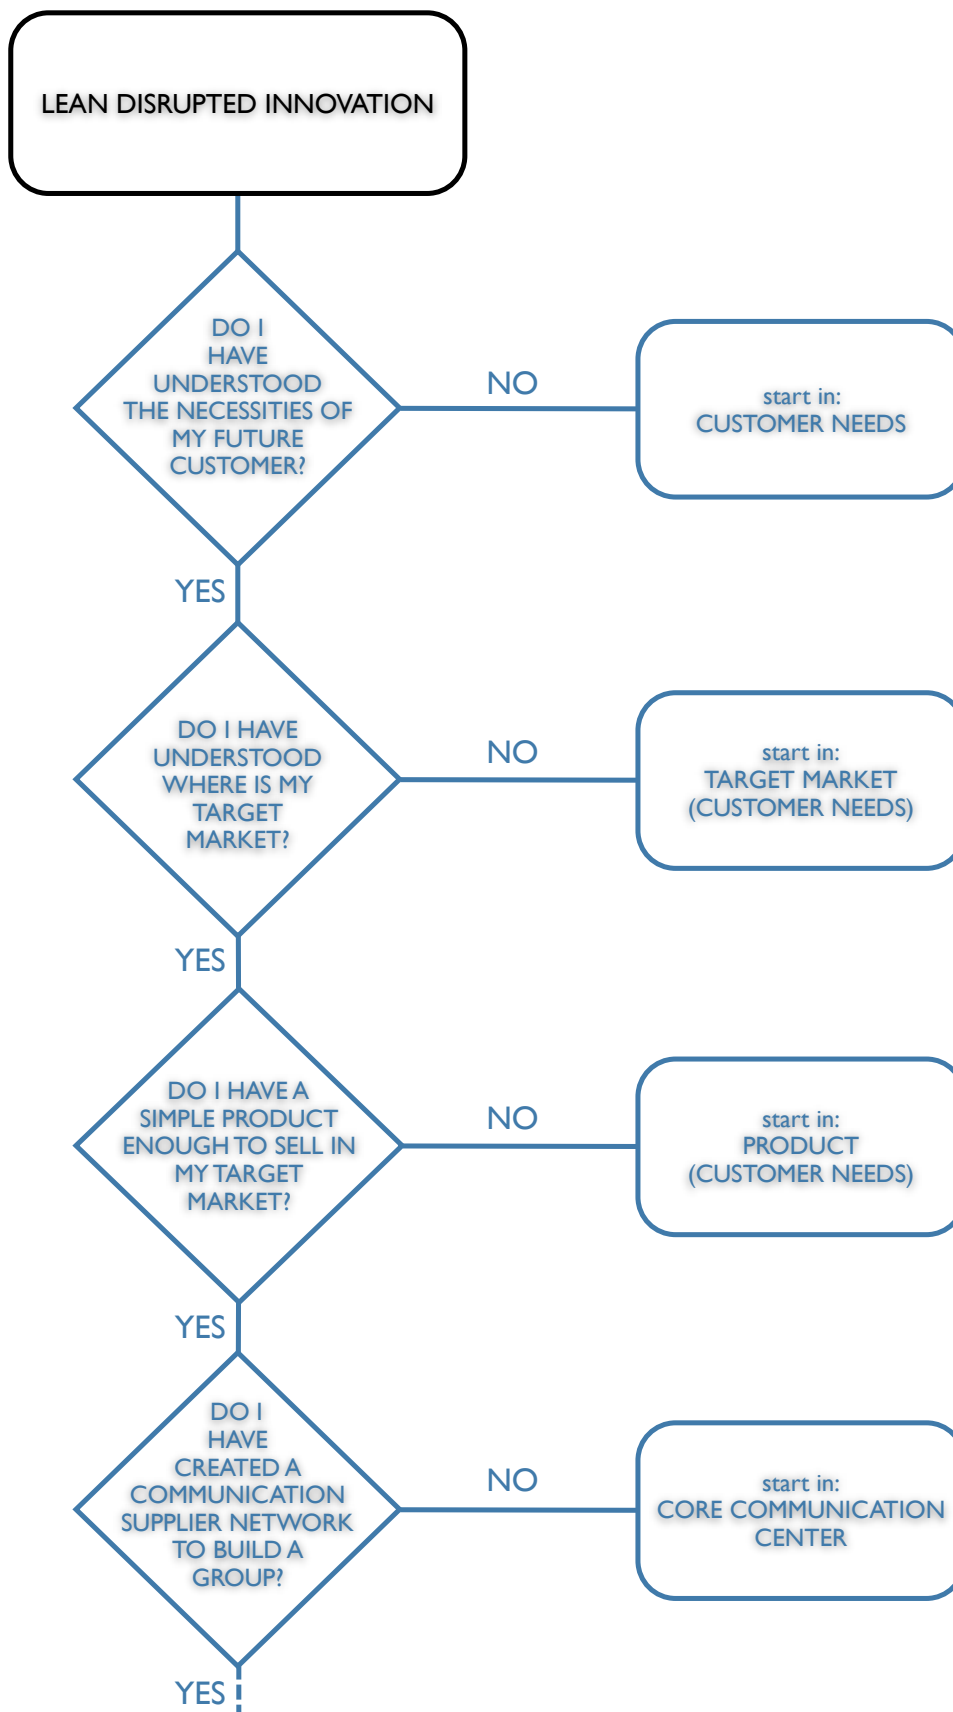 LEAN DISRUPTED INNOVATION
DO I
HAVE
UNDERSTOOD
THE NECESSITIES OF
MY FUTURE
CUSTOMER?
NO
start in:
CUSTOMER NEEDS
YES
DO I HAVE
UNDERSTOOD
WHERE IS MY
TARGET
MARKET?
NO
start in:
TARGET MARKET
(CUSTOMER NEEDS)
YES
DO I HAVE A
SIMPLE PRODUCT
ENOUGH TO SELL IN
MY TARGET
MARKET?
NO
start in:
PRODUCT
(CUSTOMER NEEDS)
YES
DO I
HAVE
CREATED A
COMMUNICATION
SUPPLIER NETWORK
TO BUILD A
GROUP?
NO
start in:
CORE COMMUNICATION
CENTER
YES